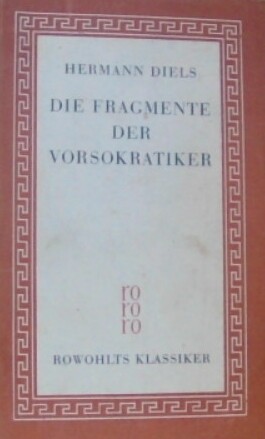 HERMANN DIELS
DIE FRAGMENTE
DER
VORSOKRATIKER
ro
ro
ro
ROWOHLTS KLASSIKER